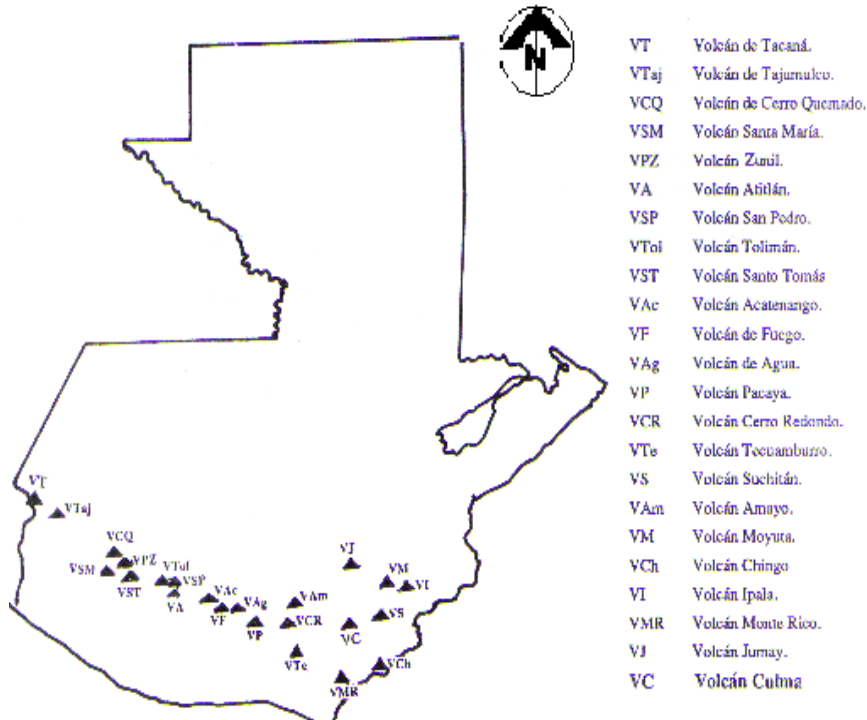 N
VT Volcán de Tacaná.
VTaj Volcán de Tajumulco.
VCQ Volcán de Cerro Quemado.
VSM Volcán Santa María.
VPZ Volcán Zunil.
VA Volcán Atitlán.
VSP Volcán San Pedro.
VTol Volcán Tolimán.
VST Volcán Santo Tomás
VAc Volcán Acatenango.
VF Volcán de Fuego.
VAg Volcán de Agua.
VP Volcán Pacaya.
VCR Volcán Cerro Redondo.
VTe Volcán Tecuamburro.
VS Volcán Suchitán.
VAm Volcán Amayo.
VM Volcán Moyuta.
VCh Volcán Chingo
VI Volcán Ipala.
VMR Volcán Monte Rico.
VJ Volcán Jumay.
VC Volcán Culma
VT
VTaj
VCQ
VPZ
VSM
VST
VTol
VSP
VA
VAc
VF
VAg
VP
VAm
VCR
VTe
VJ
VM
VI
VS
VC
VCh
VMR